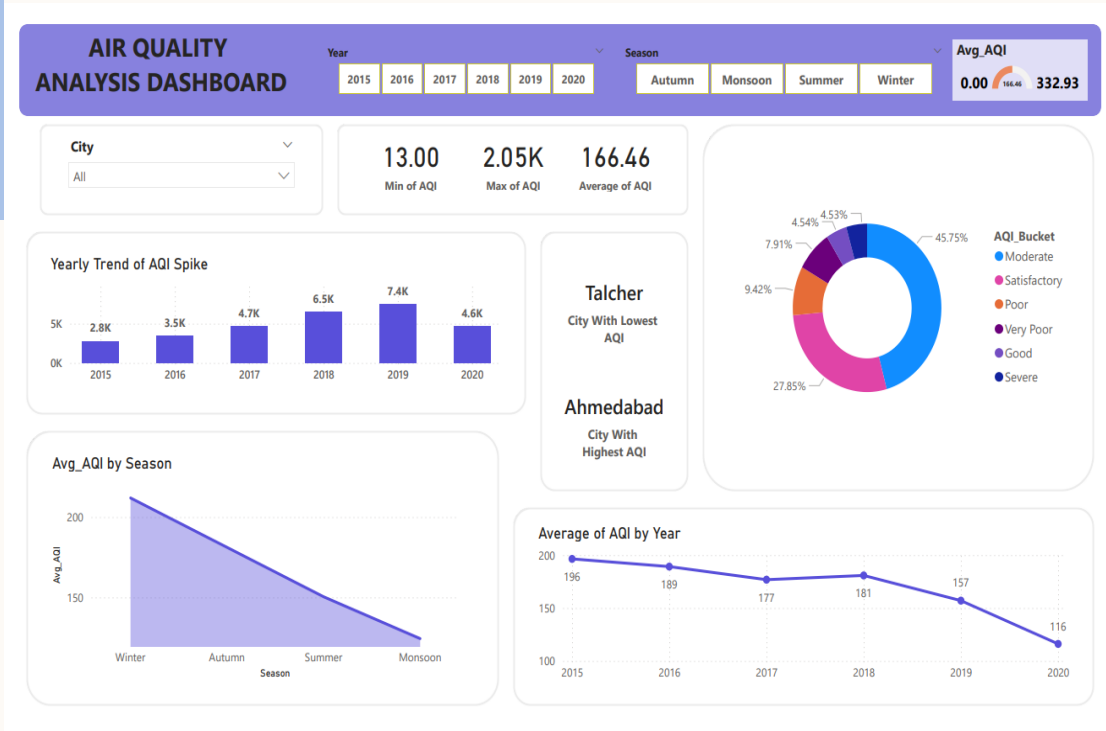 AIR QUALITY
ANALYSIS DASHBOARD
Year
2015 2016 2017 2018 2019 2020
Season
Autumn Monsoon Summer Winter
Avg_AQI
0.00 166.46 332.93
City
All
13.00 2.05K 166.46
Min of AQI Max of AQI Average of AQI
Yearly Trend of AQI Spike
5K
0K
2.8K 3.5K 4.7K 6.5K 7.4K 4.6K
2015 2016 2017 2018 2019 2020
Talcher
City With Lowest
AQI
Ahmedabad
City With
Highest AQI
4.53%
4.54%
7.91%
9.42%
27.85%
45.75%
AQI_Bucket
Moderate
Satisfactory
Poor
Very Poor
Good
Severe
Avg_AQI by Season
Avg_AQI
200
150
Winter Autumn Summer Monsoon
Season
Average of AQI by Year
200
150
100
196 189 177 181 157 116
2015 2016 2017 2018 2019 2020